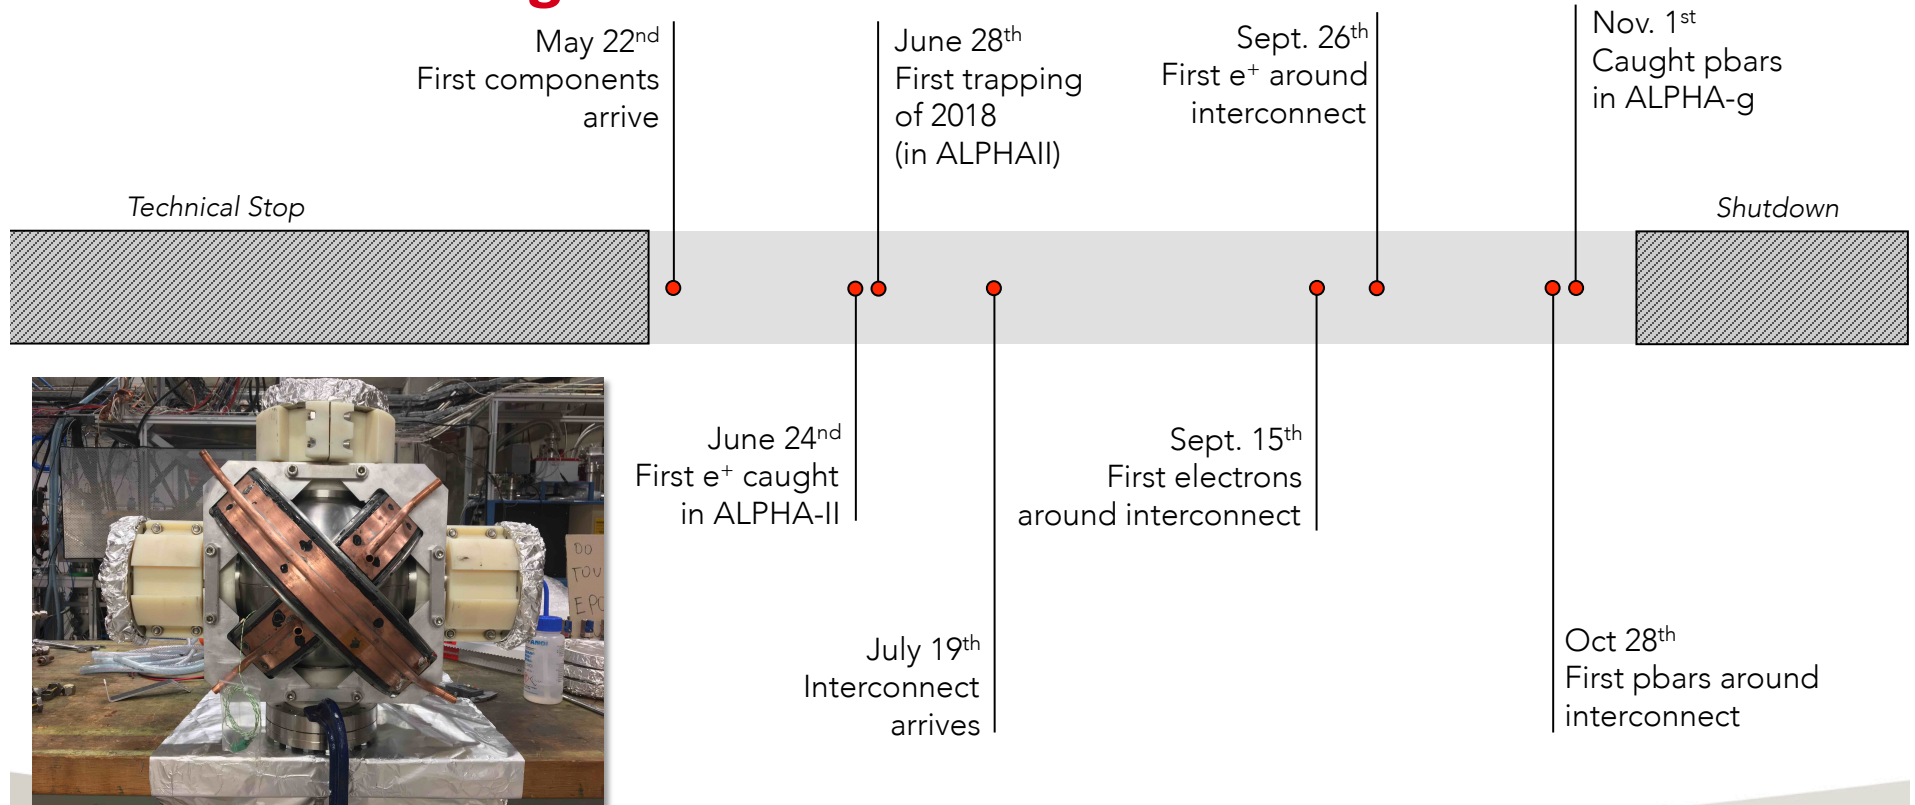 May 22nd
First components
arrive
June 28th
First trapping
of 2018
(in ALPHAII)
Sept. 26th
First e+ around
interconnect
Nov. 1st
Caught pbars
in ALPHA-g
Technical Stop
Shutdown
June 24nd
First e+ caught
in ALPHA-II
Sept. 15th
First electrons
around interconnect
July 19th
Interconnect
arrives
Oct 28th
First pbars around
interconnect
DO